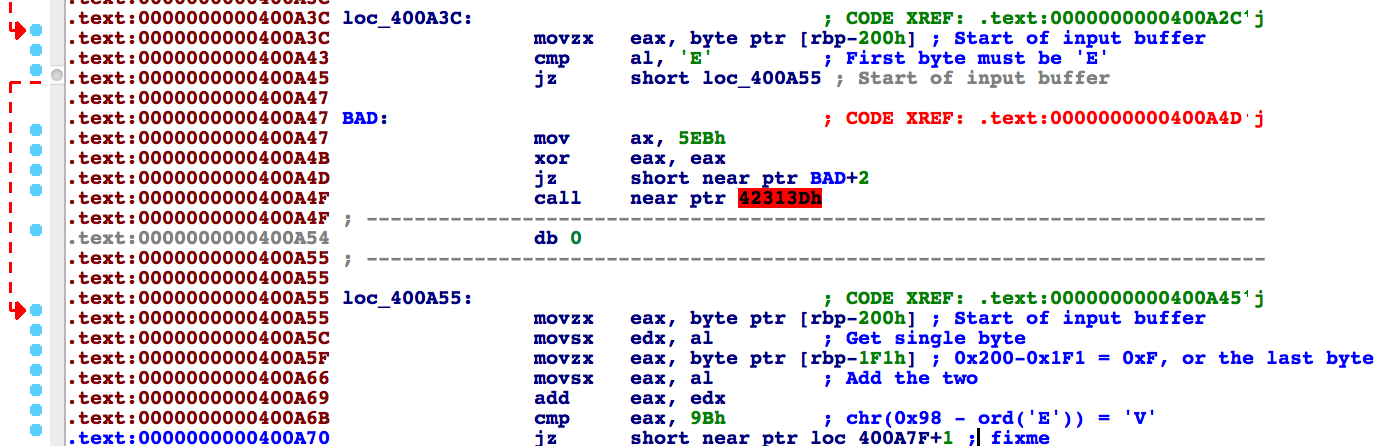 .text:0000000000400A3C loc_400A3C: ; CODE XREF: .text:0000000000400A2C↑j
.text:0000000000400A3C movzx eax, byte ptr [rbp-200h] ; Start of input buffer
.text:0000000000400A43 cmp al, 'E' ; First byte must be 'E'
.text:0000000000400A45 jz short loc_400A55 ; Start of input buffer
.text:0000000000400A47
.text:0000000000400A47 BAD: ; CODE XREF: .text:0000000000400A4D↑j
.text:0000000000400A47 mov ax, 5EBh
.text:0000000000400A4B xor eax, eax
.text:0000000000400A4D jz short near ptr BAD+2
.text:0000000000400A4F call near ptr 42313Dh
.text:0000000000400A4F ; ---------------------------------------------------------------------------
.text:0000000000400A54 db 0
.text:0000000000400A55 ; ---------------------------------------------------------------------------
.text:0000000000400A55
.text:0000000000400A55 loc_400A55: ; CODE XREF: .text:0000000000400A45↑j
.text:0000000000400A55 movzx eax, byte ptr [rbp-200h] ; Start of input buffer
.text:0000000000400A5C movsx edx, al ; Get single byte
.text:0000000000400A5F movzx eax, byte ptr [rbp-1F1h] ; 0x200-0x1F1 = 0xF, or the last byte
.text:0000000000400A66 movsx eax, al ; Add the two
.text:0000000000400A69 add eax, edx
.text:0000000000400A6B cmp eax, 9Bh ; chr(0x98 - ord('E')) = 'V'
.text:0000000000400A70 jz short near ptr loc_400A7F+1 ; fixme